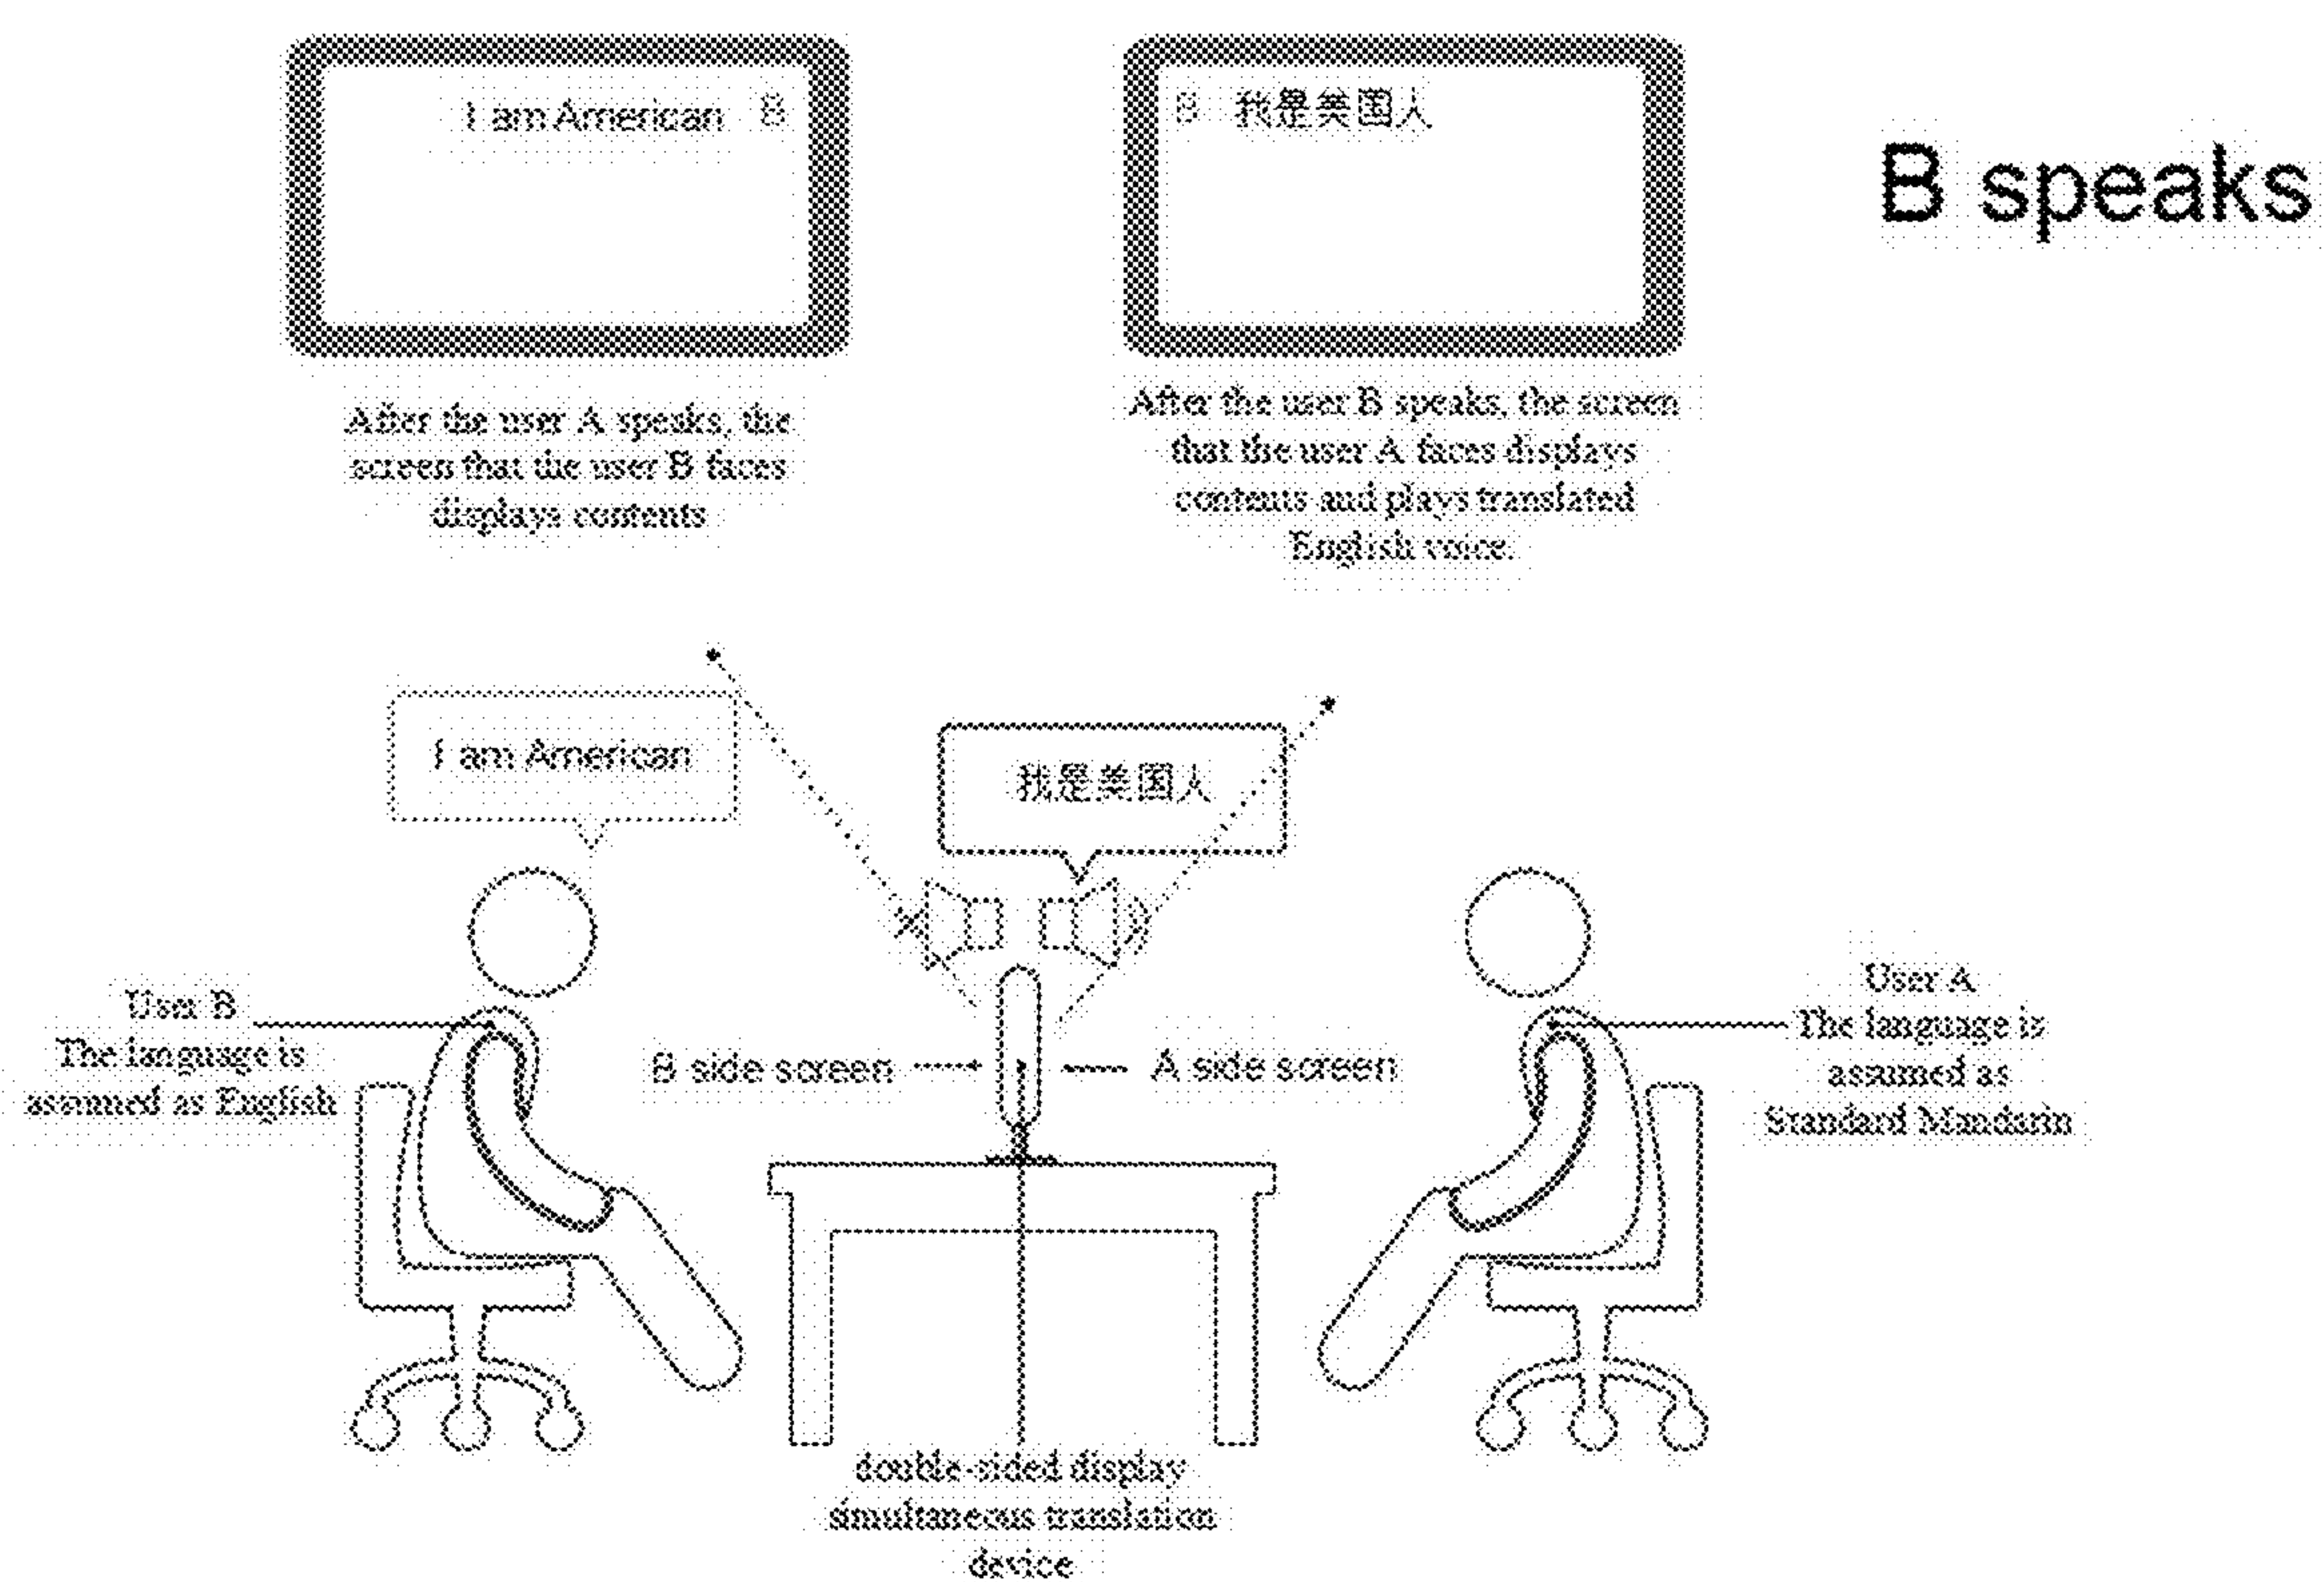 I am American B
B 我是美国人
B speaks
After the user A speaks, the
screen that the user B faces
displays contents
After the user B speaks, the screen
that the user A faces displays
contents and plays translated
English voice.
I am American
我是美国人
User B
The language is
assumed as English
B side screen
A side screen
User A
The language is
assumed as
Standard Mandarin
double-sided display
simultaneous translation
device